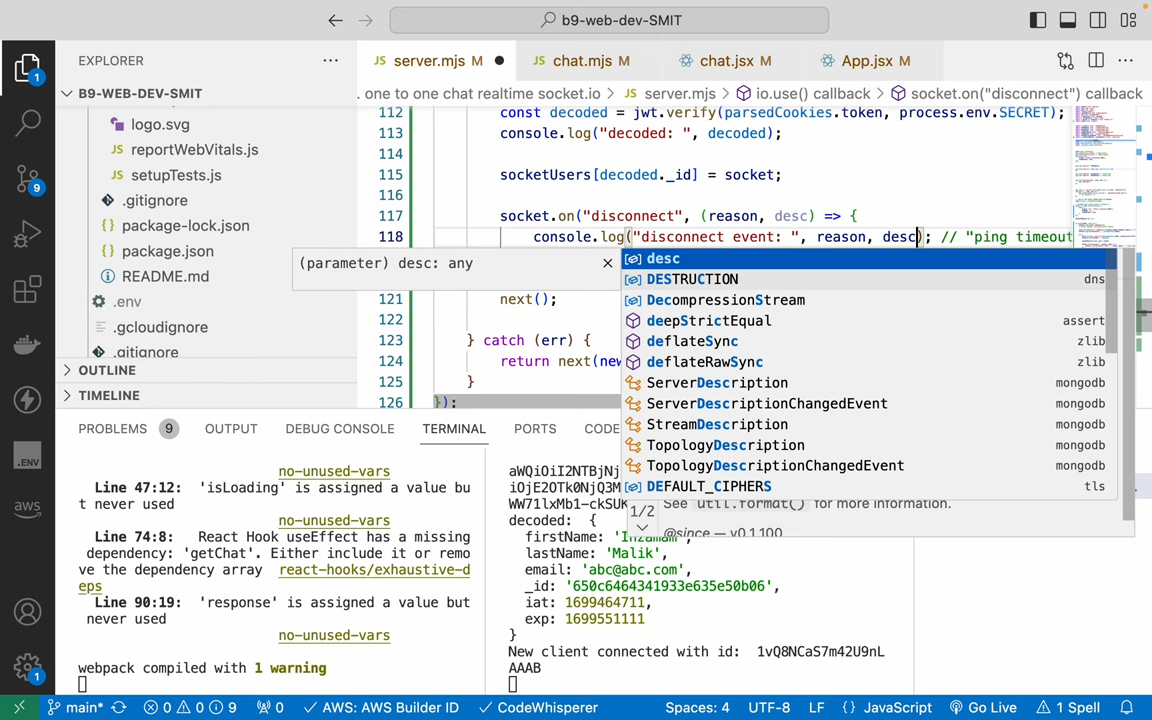 b9-web-dev-SMIT
EXPLORER
server.mjs M
chat.mjs M
chat.jsx M
App.jsx M
B9-WEB-DEV-SMIT
. one to one chat realtime socket.io > JS server.mjs > io.use() callback > socket.on("disconnect") callback
logo.svg
JS reportWebVitals.js
JS setupTests.js
.gitignore
{} package-lock.json
{} package.json
README.md
.env
.gcloudignore
.gitignore
OUTLINE
TIMELINE
112 const decoded = jwt.verify(parsedCookies.token, process.env.SECRET);
113 console.log("decoded: ", decoded);
114
115 socketUsers[decoded._id] = socket;
116
117 socket.on("disconnect", (reason, desc) => {
118 console.log("disconnect event: ", reason, desc); // "ping timeout
(parameter) desc: any
121 next();
122
123 } catch (err) {
124 return next(new
125 }
126 });
desc
DESTRUCTION dns
DecompressionStream
deepStrictEqual assert
deflateSync zlib
deflateRawSync zlib
ServerDescription mongodb
ServerDescriptionChangedEvent mongodb
StreamDescription mongodb
TopologyDescription mongodb
TopologyDescriptionChangedEvent mongodb
DEFAULT_CIPHERS tls
1/2
See util.format() for more information.
@since — v0.1.100
PROBLEMS 9 OUTPUT DEBUG CONSOLE TERMINAL PORTS CODE
no-unused-vars
Line 47:12: 'isLoading' is assigned a value bu
t never used
no-unused-vars
Line 74:8: React Hook useEffect has a missing
dependency: 'getChat'. Either include it or remo
ve the dependency array react-hooks/exhaustive-d
eps
Line 90:19: 'response' is assigned a value but
never used
no-unused-vars
webpack compiled with 1 warning
decoded: {
firstName: 'Inzamam',
lastName: 'Malik',
email: 'abc@abc.com',
_id: '650c6464341933e635e50b06',
iat: 1699464711,
exp: 1699551111
}
New client connected with id: 1vQ8NCaS7m42U9nL
AAAB
.ENV
aws
main* 0 0 9 0 AWS: AWS Builder ID CodeWhisperer Spaces: 4 UTF-8 LF {} JavaScript Go Live 1 Spell